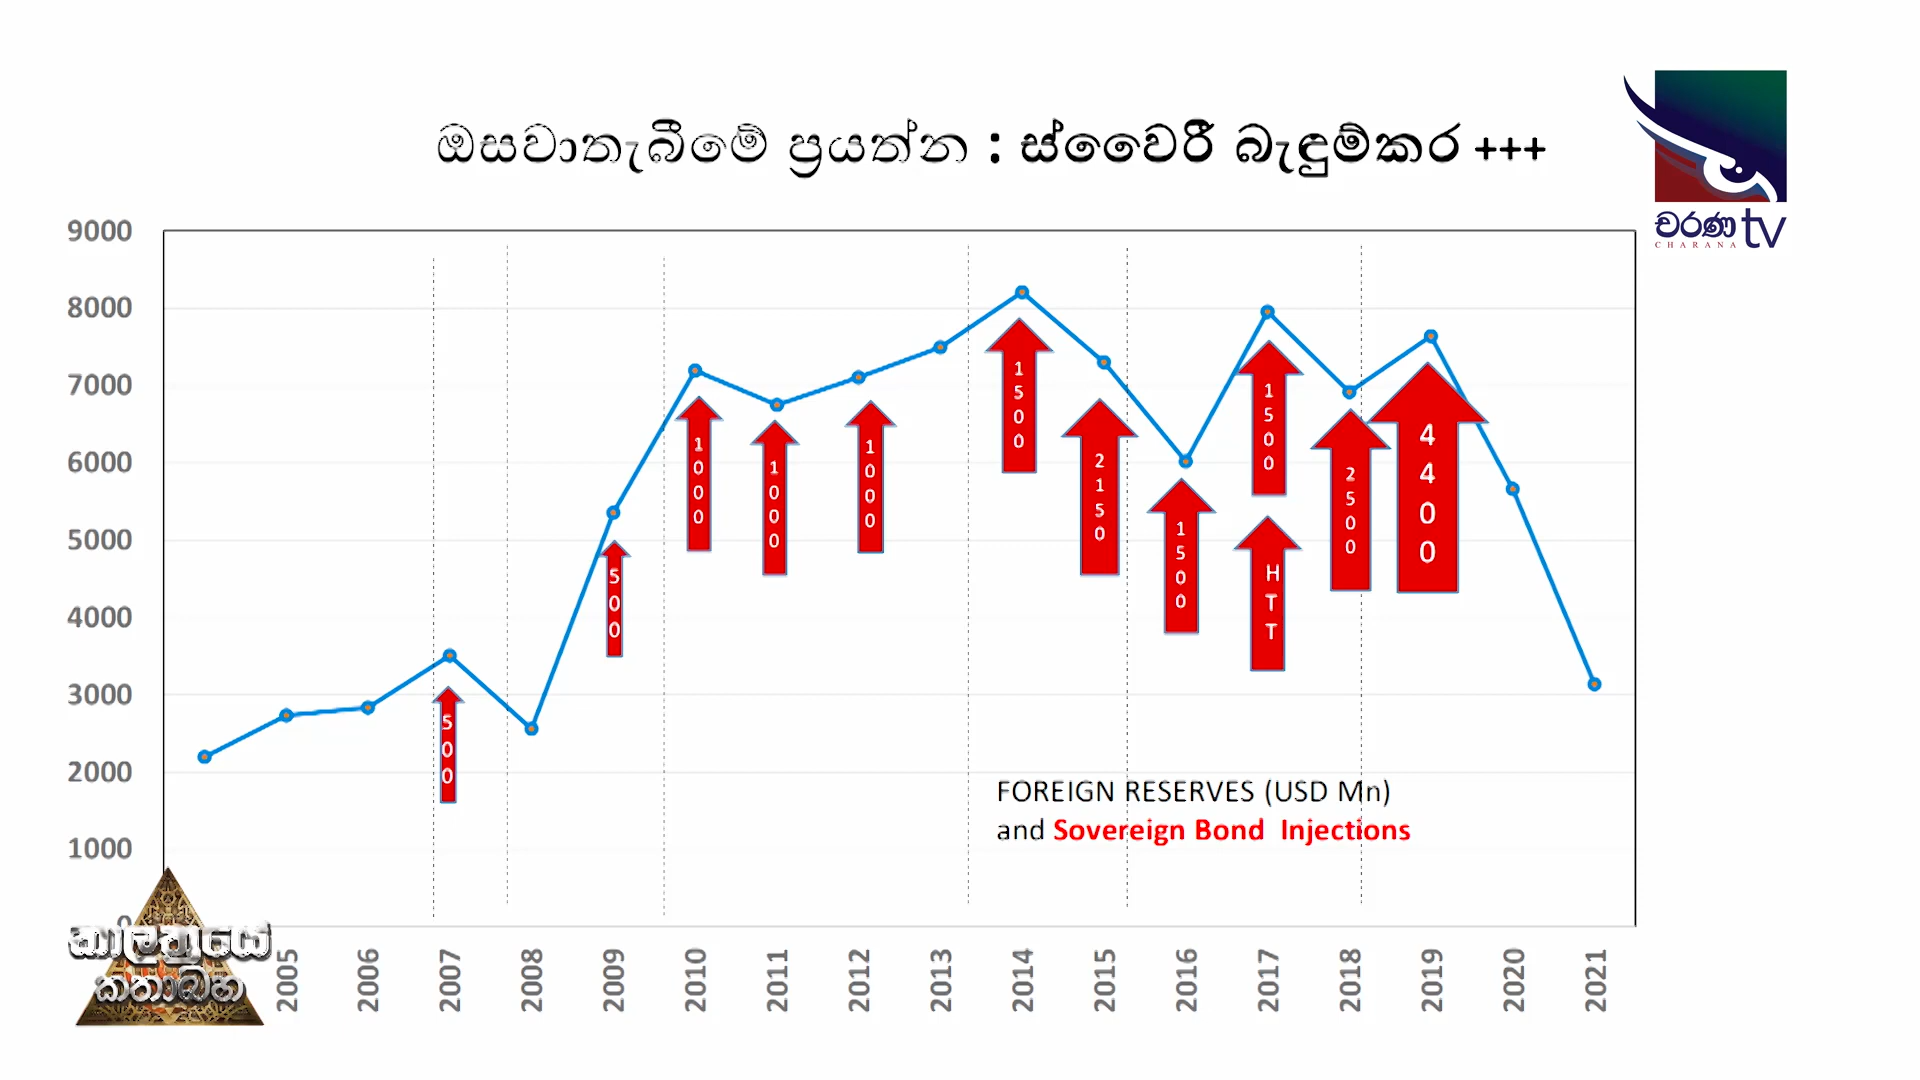 ඔසවාතැබීමේ ප්‍රයත්න : ස්වෛරී බැඳුම්කර +++
චරණ tv
CHARANA
9000
8000
7000
6000
5000
4000
3000
2000
1000
0
500
500
1000
1000
1000
1500
2150
1500
1500
HTT
2500
4400
FOREIGN RESERVES (USD Mn)
and Sovereign Bond Injections
2005 2006 2007 2008 2009 2010 2011 2012 2013 2014 2015 2016 2017 2018 2019 2020 2021
කාලත්‍රයේ
කතාබහ